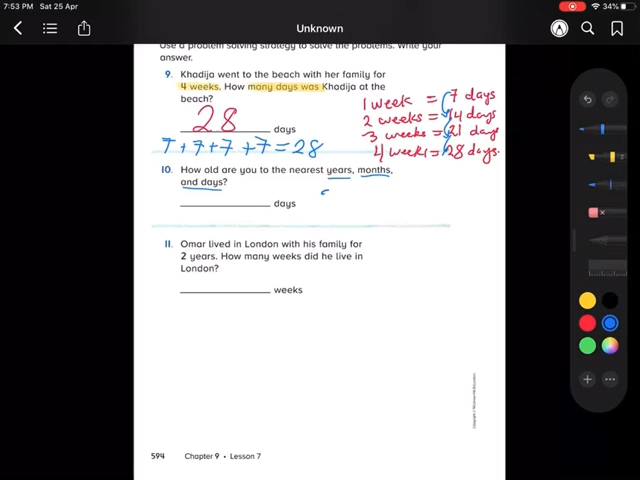 7:53 PM Sat 25 Apr
34%
Unknown
Use a problem solving strategy to solve the problems. Write your
answer.
9. Khadija went to the beach with her family for
4 weeks. How many days was Khadija at the
beach?
28 days
7+7+7+7=28
1 week = 7 days
2 weeks = 14 days
3 weeks = 21 days
4 weeks = 28 days.
10. How old are you to the nearest years, months,
and days?
days
11. Omar lived in London with his family for
2 years. How many weeks did he live in
London?
weeks
594 Chapter 9 • Lesson 7